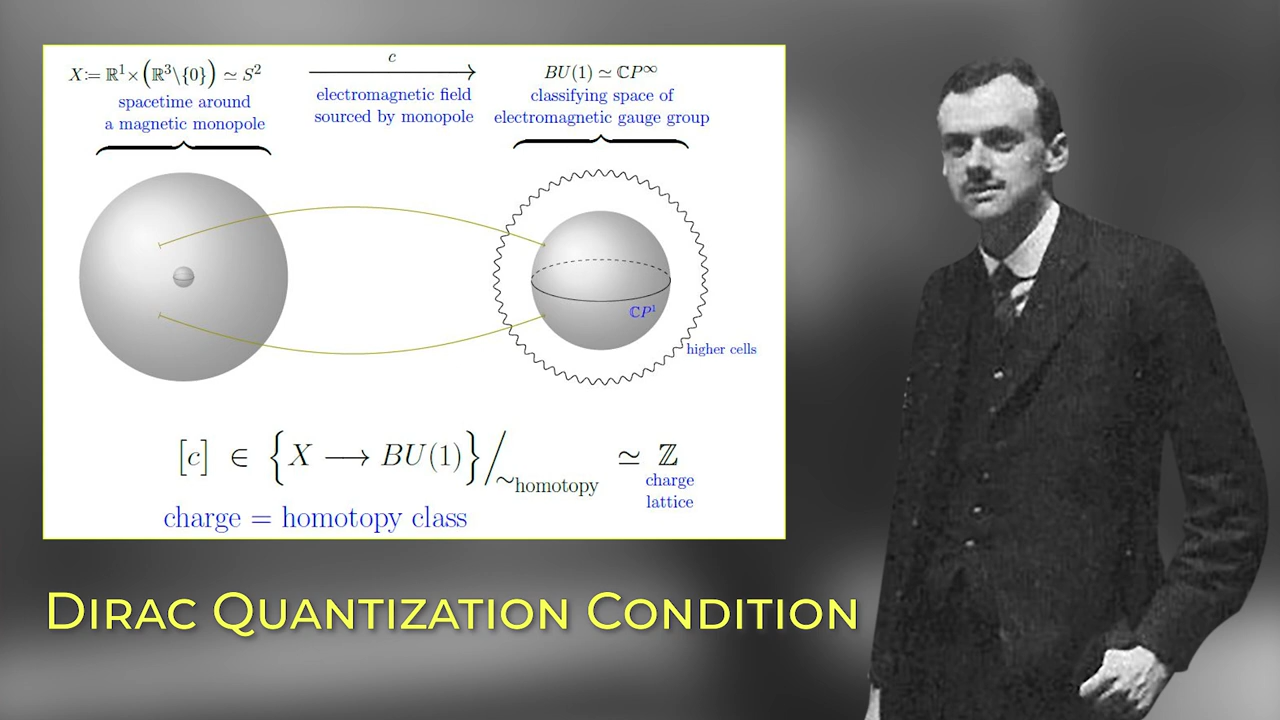 X:= ℝ¹×(ℝ³\{0}) ≃ S²
spacetime around
a magnetic monopole
c
electromagnetic field
sourced by monopole
BU(1) ≃ ℂP^∞
classifying space of
electromagnetic gauge group
ℂP¹
higher cells
[c] ∈ {X ⟶ BU(1)}/∼homotopy ≃ ℤ
charge
lattice
charge = homotopy class
DIRAC QUANTIZATION CONDITION